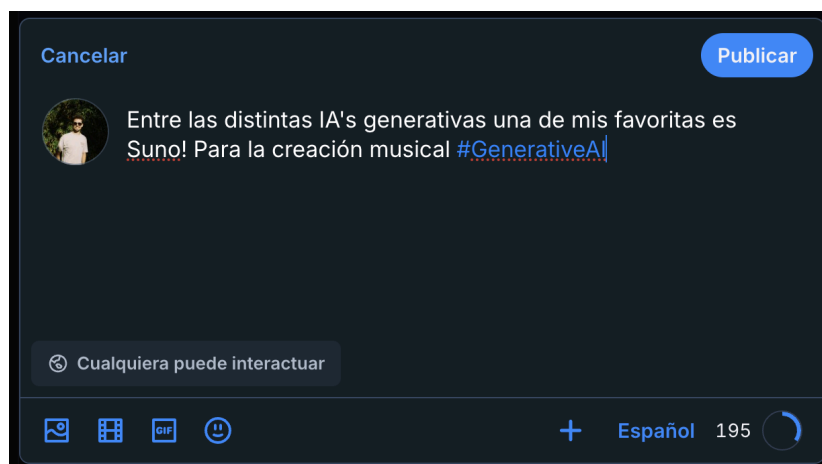 Cancelar
Publicar
Entre las distintas IA's generativas una de mis favoritas es
Suno! Para la creación musical #GenerativeAI
Cualquiera puede interactuar
GIF
Español
195